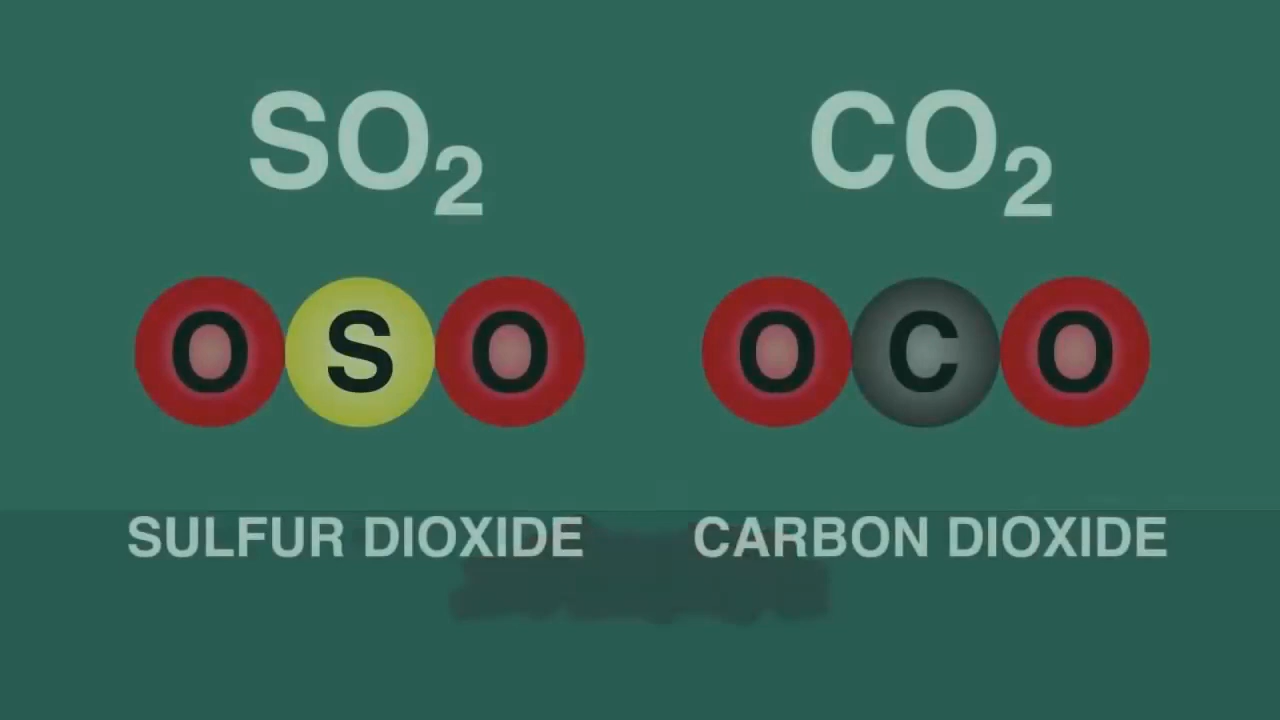 SO₂ CO₂
O S O O C O
SULFUR DIOXIDE CARBON DIOXIDE